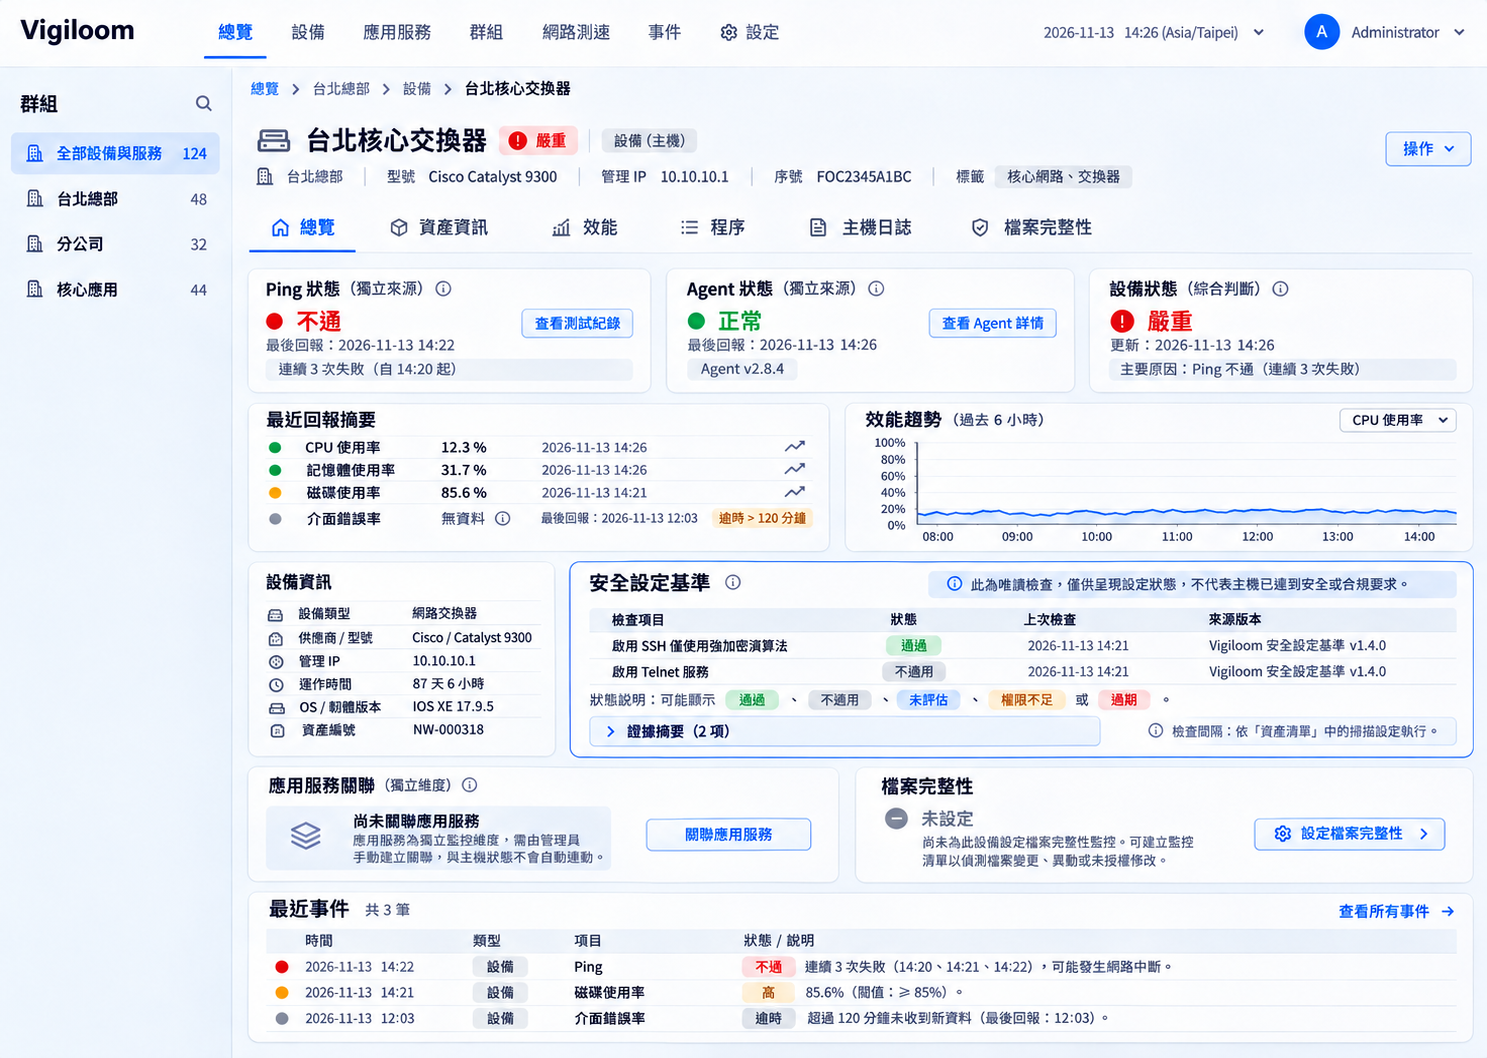 Vigiloom
總覽 設備 應用服務 群組 網路測速 事件 設定
2026-11-13 14:26 (Asia/Taipei)
A Administrator
群組
全部設備與服務 124
台北總部 48
分公司 32
核心應用 44
總覽 > 台北總部 > 設備 > 台北核心交換器
台北核心交換器 嚴重 設備 (主機)
操作
台北總部 型號 Cisco Catalyst 9300 管理 IP 10.10.10.1 序號 FOC2345A1BC 標籤 核心網路、交換器
總覽 資產資訊 效能 程序 主機日誌 檔案完整性
Ping 狀態 (獨立來源)
不通
查看測試紀錄
最後回報：2026-11-13 14:22
連續 3 次失敗（自 14:20 起）
Agent 狀態 (獨立來源)
正常
查看 Agent 詳情
最後回報：2026-11-13 14:26
Agent v2.8.4
設備狀態 (綜合判斷)
嚴重
更新：2026-11-13 14:26
主要原因：Ping 不通（連續 3 次失敗）
最近回報摘要
CPU 使用率 12.3 % 2026-11-13 14:26
記憶體使用率 31.7 % 2026-11-13 14:26
磁碟使用率 85.6 % 2026-11-13 14:21
介面錯誤率 無資料 最後回報：2026-11-13 12:03 逾時 > 120 分鐘
效能趨勢 （過去 6 小時）
CPU 使用率
100%
80%
60%
40%
20%
0%
08:00 09:00 10:00 11:00 12:00 13:00 14:00
設備資訊
設備類型 網路交換器
供應商 / 型號 Cisco / Catalyst 9300
管理 IP 10.10.10.1
運作時間 87 天 6 小時
OS / 韌體版本 IOS XE 17.9.5
資產編號 NW-000318
安全設定基準
此為唯讀檢查，僅供呈現設定狀態，不代表主機已達到安全或合規要求。
檢查項目 狀態 上次檢查 來源版本
啟用 SSH 僅使用強加密演算法 通過 2026-11-13 14:21 Vigiloom 安全設定基準 v1.4.0
啟用 Telnet 服務 不適用 2026-11-13 14:21 Vigiloom 安全設定基準 v1.4.0
狀態說明：可能顯示 通過 、 不適用 、 未評估 、 權限不足 或 過期 。
證據摘要（2 項）
檢查間隔：依「資產清單」中的掃描設定執行。
應用服務關聯 (獨立維度)
尚未關聯應用服務
應用服務為獨立監控維度，需由管理員
手動建立關聯，與主機狀態不會自動連動。
關聯應用服務
檔案完整性
未設定
尚未為此設備設定檔案完整性監控。可建立監控
清單以偵測檔案變更、異動或未授權修改。
設定檔案完整性
最近事件 共 3 筆
查看所有事件
時間 類型 項目 狀態 / 說明
2026-11-13 14:22 設備 Ping 不通 連續 3 次失敗（14:20、14:21、14:22），可能發生網路中斷。
2026-11-13 14:21 設備 磁碟使用率 高 85.6%（閥值：≥ 85%）。
2026-11-13 12:03 設備 介面錯誤率 逾時 超過 120 分鐘未收到新資料（最後回報：12:03）。